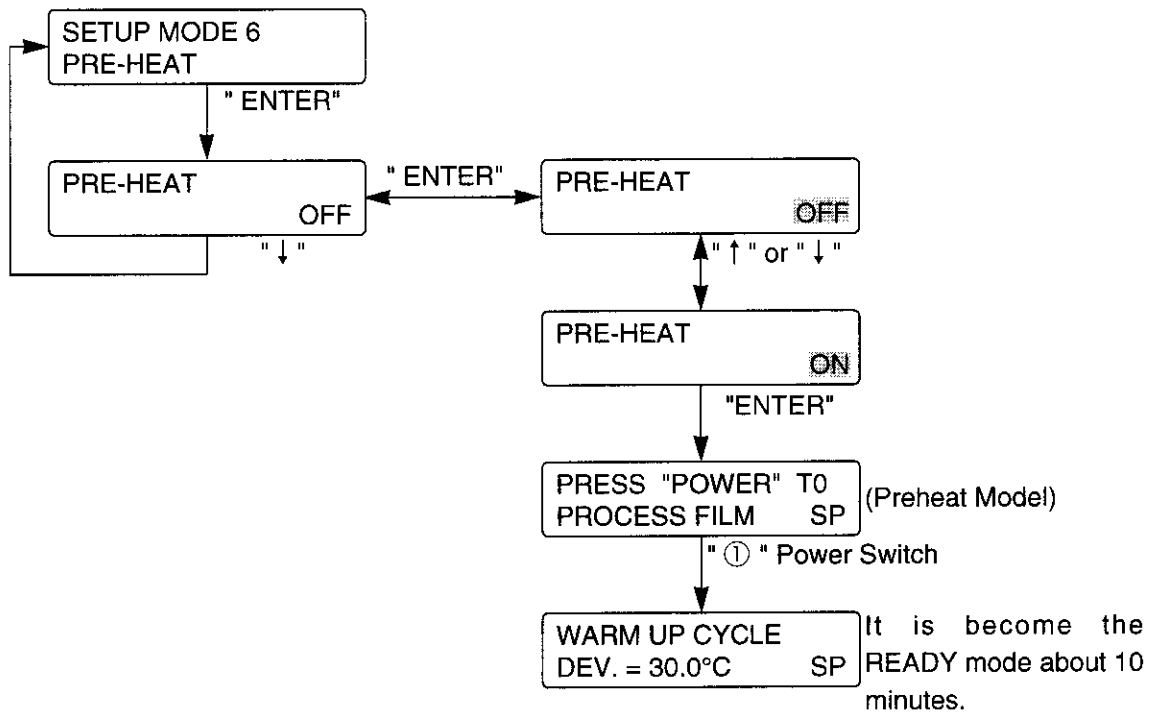 SETUP MODE 6
PRE-HEAT
" ENTER"
PRE-HEAT
OFF
" ↓ "
" ENTER"
PRE-HEAT
OFF
" ↑ " or " ↓ "
PRE-HEAT
ON
"ENTER"
PRESS "POWER" T0
PROCESS FILM SP
(Preheat Model)
" ① " Power Switch
WARM UP CYCLE
DEV. = 30.0°C SP
It is become the
READY mode about 10
minutes.